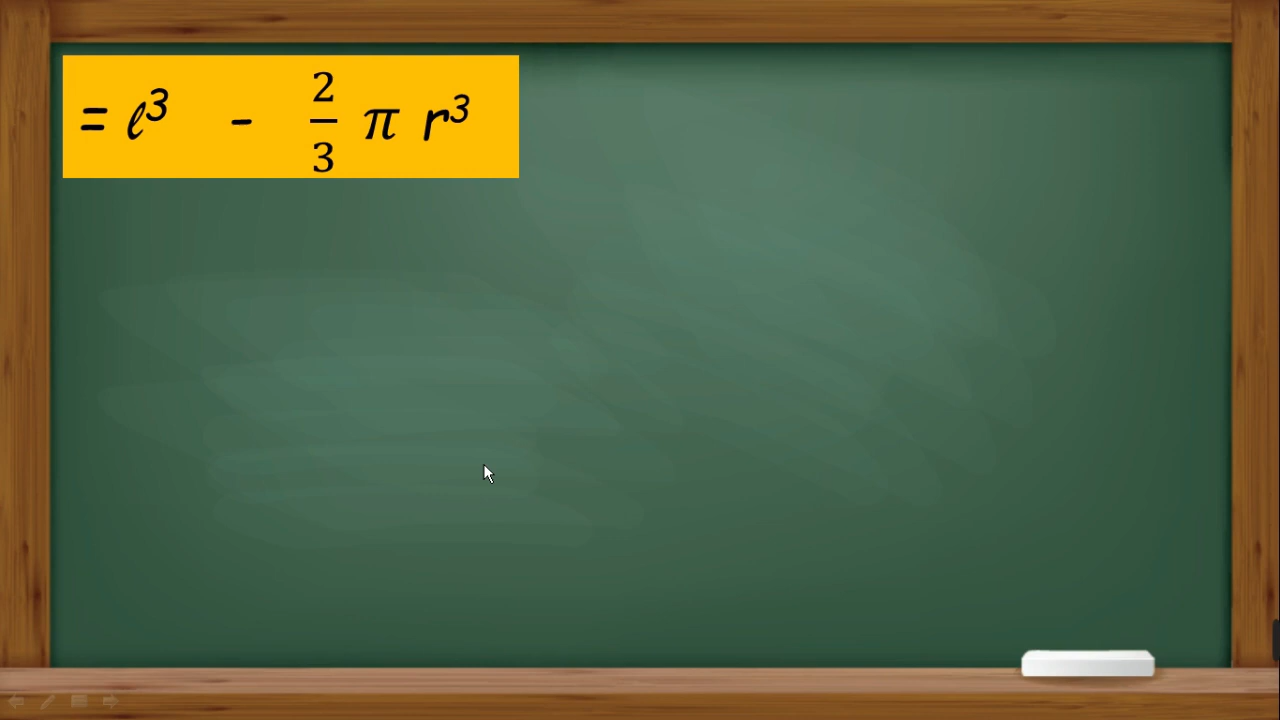 = ℓ³ - 2/3 π r³